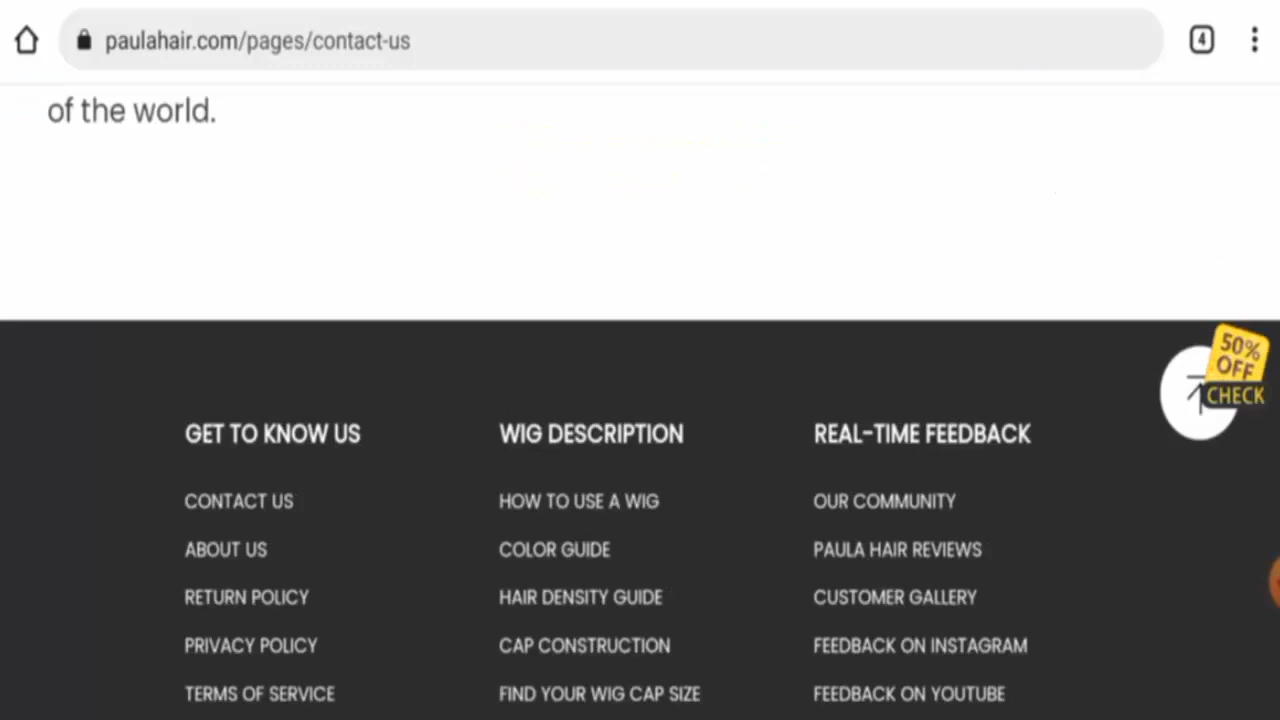 paulahair.com/pages/contact-us
4
of the world.
50%
OFF
CHECK
GET TO KNOW US
CONTACT US
ABOUT US
RETURN POLICY
PRIVACY POLICY
TERMS OF SERVICE
WIG DESCRIPTION
HOW TO USE A WIG
COLOR GUIDE
HAIR DENSITY GUIDE
CAP CONSTRUCTION
FIND YOUR WIG CAP SIZE
REAL-TIME FEEDBACK
OUR COMMUNITY
PAULA HAIR REVIEWS
CUSTOMER GALLERY
FEEDBACK ON INSTAGRAM
FEEDBACK ON YOUTUBE